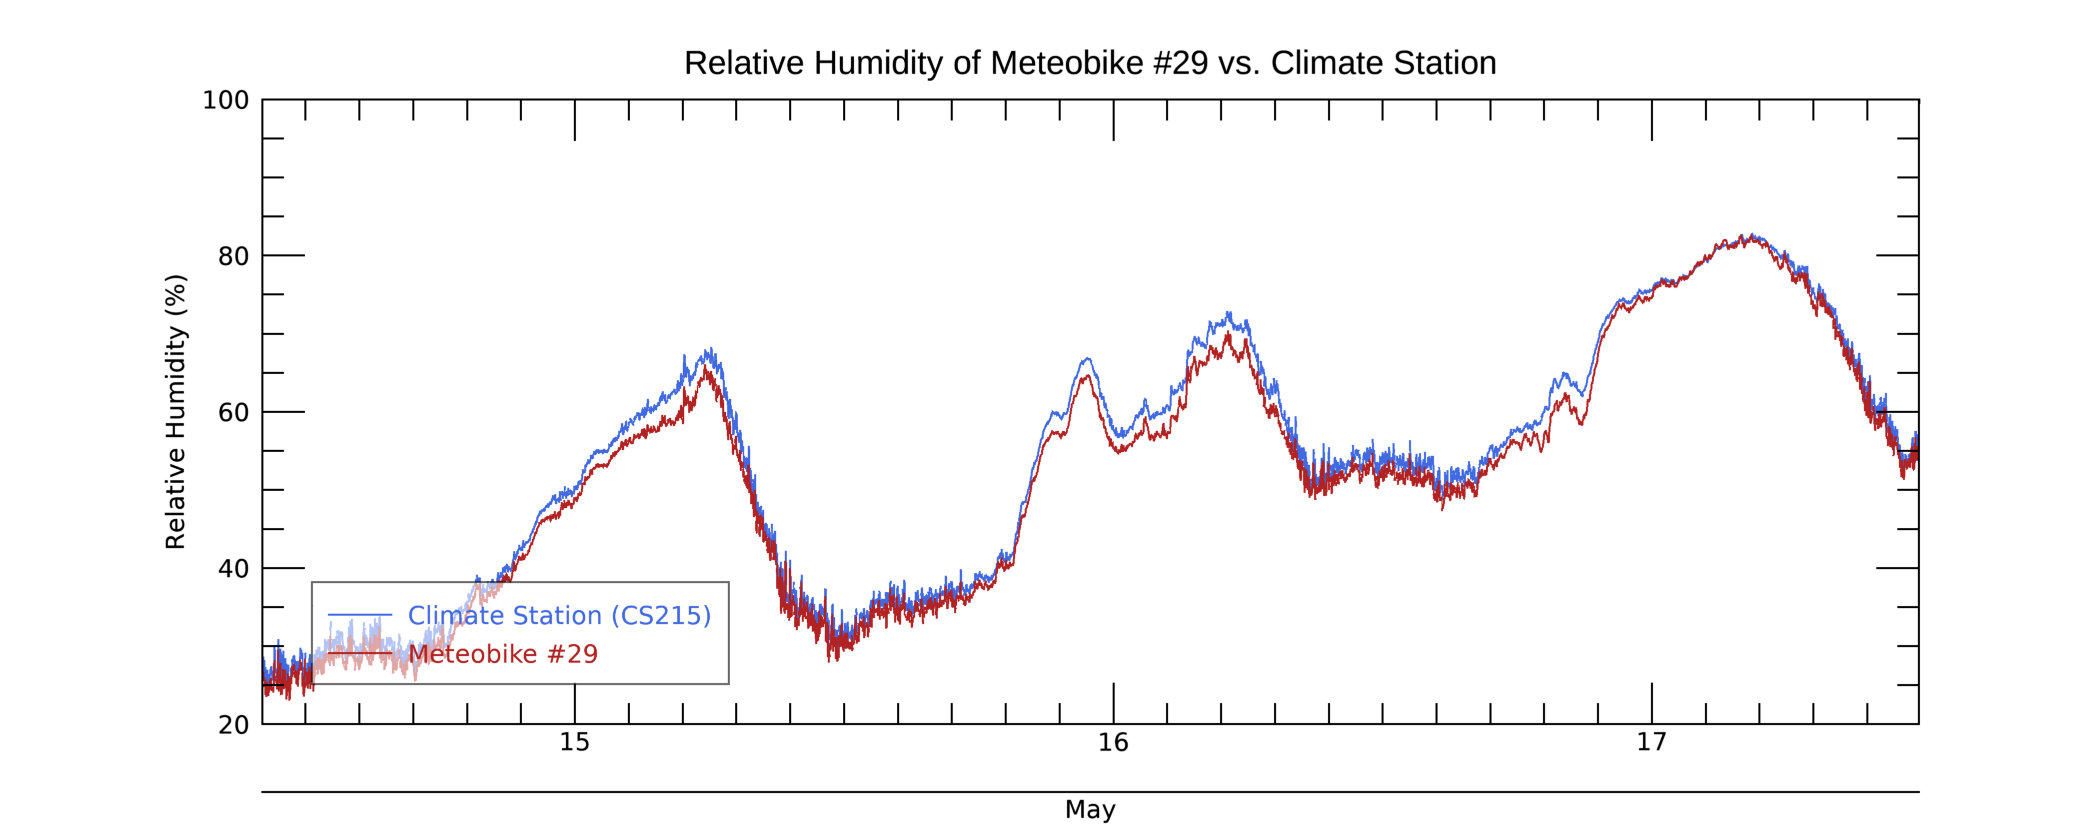 Relative Humidity of Meteobike #29 vs. Climate Station
Relative Humidity (%)
100
80
60
40
20
Climate Station (CS215)
Meteobike #29
15 16 17
May